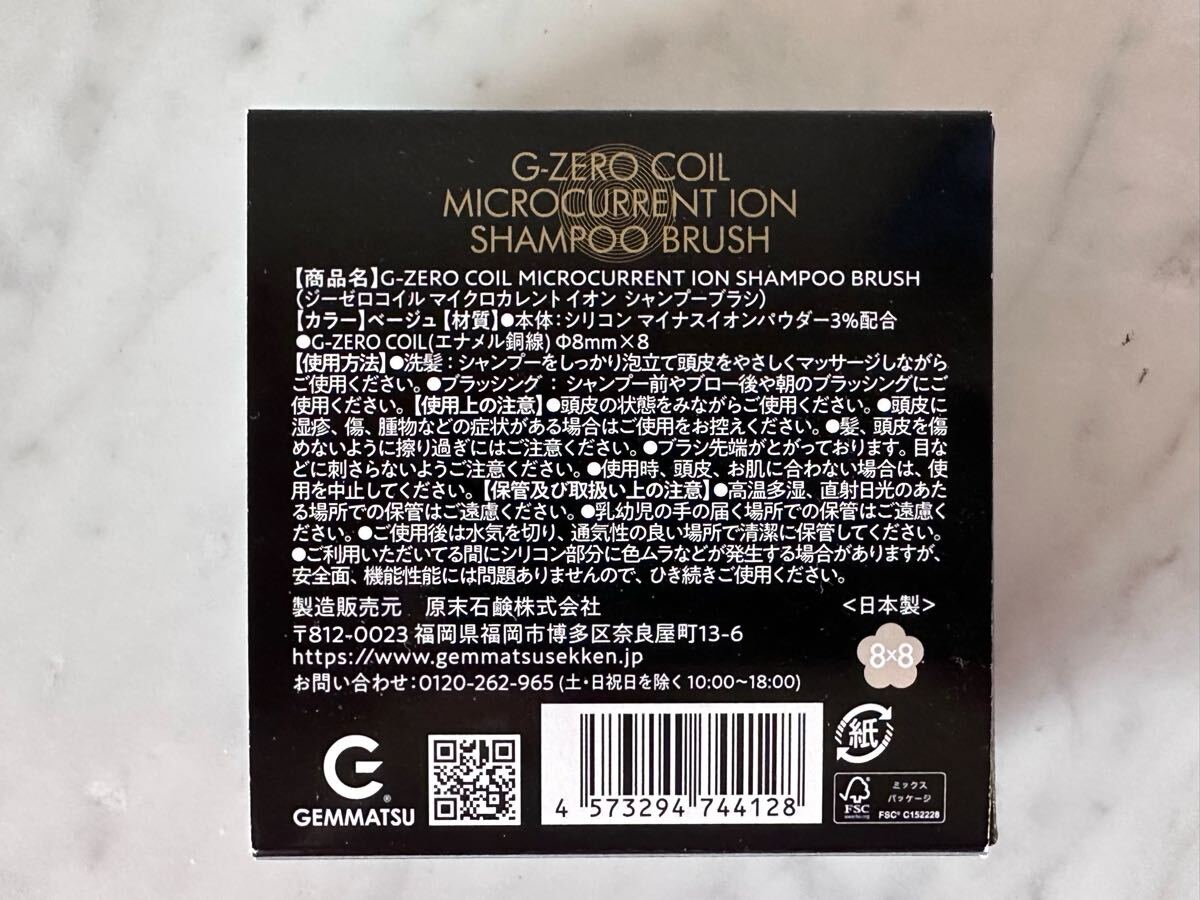 G-ZERO COIL
MICROCURRENT ION
SHAMPOO BRUSH
【商品名】G-ZERO COIL MICROCURRENT ION SHAMPOO BRUSH
(ジーゼロコイル マイクロカレント イオン シャンプーブラシ)
【カラー】ベージュ【材質】●本体：シリコン マイナスイオンパウダー3%配合
●G-ZERO COIL(エナメル銅線) Φ8mm×8
【使用方法】●洗髪：シャンプーをしっかり泡立て頭皮をやさしくマッサージしながら
ご使用ください。●ブラッシング：シャンプー前やブロー後や朝のブラッシングにご
使用ください。【使用上の注意】●頭皮の状態をみながらご使用ください。●頭皮に
湿疹、傷、腫物などの症状がある場合はご使用をお控えください。●髪、頭皮を傷
めないように擦り過ぎにはご注意ください。●ブラシ先端がとがっております。目な
どに刺さらないようご注意ください。●使用時、頭皮、お肌に合わない場合は、使
用を中止してください。【保管及び取扱い上の注意】●高温多湿、直射日光のあた
る場所での保管はご遠慮ください。●乳幼児の手の届く場所での保管はご遠慮く
ださい。●ご使用後は水気を切り、通気性の良い場所で清潔に保管してください。
●ご利用いただいてる間にシリコン部分に色ムラなどが発生する場合がありますが、
安全面、機能性能には問題ありませんので、ひき続きご使用ください。
製造販売元　原末石鹸株式会社 <日本製>
〒812-0023 福岡県福岡市博多区奈良屋町13-6
https://www.gemmatsusekken.jp
8×8
お問い合わせ：0120-262-965 (土・日祝日を除く 10:00~18:00)
紙
GEMMATSU
4 573294 744128
FSC
ミックス
パッケージ
FSC® C152228